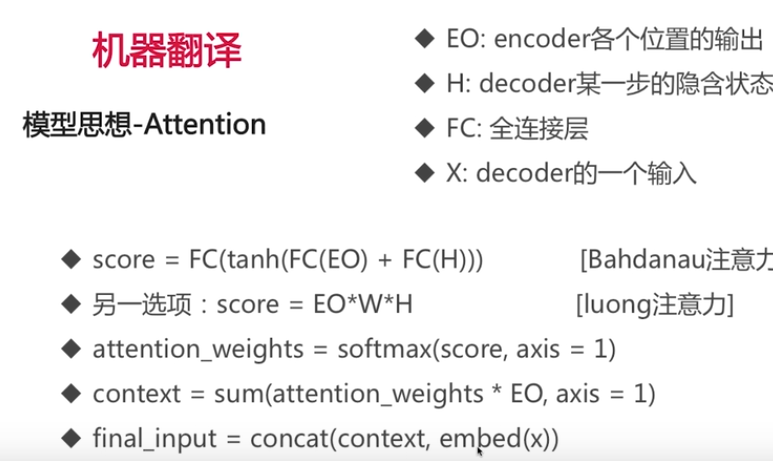 机器翻译
模型思想-Attention
◆ EO: encoder各个位置的输出
◆ H: decoder某一步的隐含状态
◆ FC: 全连接层
◆ X: decoder的一个输入
◆ score = FC(tanh(FC(EO) + FC(H))) [Bahdanau注意力
◆ 另一选项：score = EO*W*H [luong注意力]
◆ attention_weights = softmax(score, axis = 1)
◆ context = sum(attention_weights * EO, axis = 1)
◆ final_input = concat(context, embed(x))